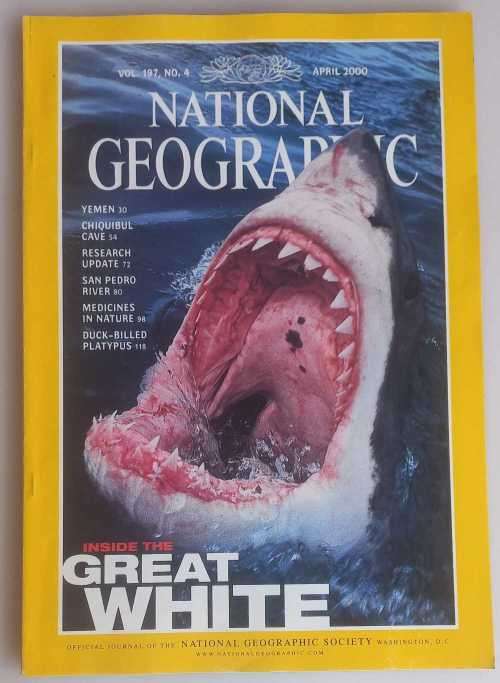 VOL. 197, NO. 4
APRIL 2000
NATIONAL
GEOGRAPHIC
YEMEN 30
CHIQUIBUL
CAVE 54
RESEARCH
UPDATE 72
SAN PEDRO
RIVER 80
MEDICINES
IN NATURE 98
DUCK-BILLED
PLATYPUS 118
INSIDE THE
GREAT
WHITE
OFFICIAL JOURNAL OF THE NATIONAL GEOGRAPHIC SOCIETY WASHINGTON, D.C.
WWW.NATIONALGEOGRAPHIC.COM